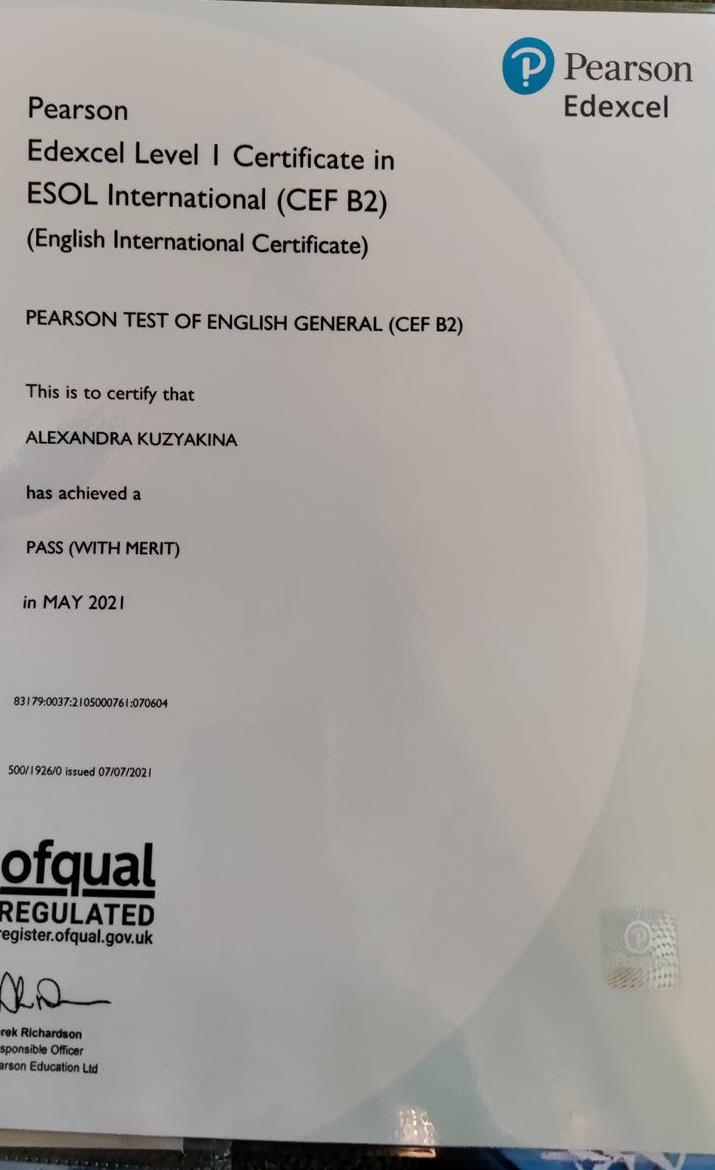 Pearson
Edexcel
Pearson
Edexcel Level 1 Certificate in
ESOL International (CEF B2)
(English International Certificate)
PEARSON TEST OF ENGLISH GENERAL (CEF B2)
This is to certify that
ALEXANDRA KUZYAKINA
has achieved a
PASS (WITH MERIT)
in MAY 2021
83179:0037:2105000761:070604
500/1926/0 issued 07/07/2021
ofqual
REGULATED
register.ofqual.gov.uk
rek Richardson
sponsible Officer
arson Education Ltd